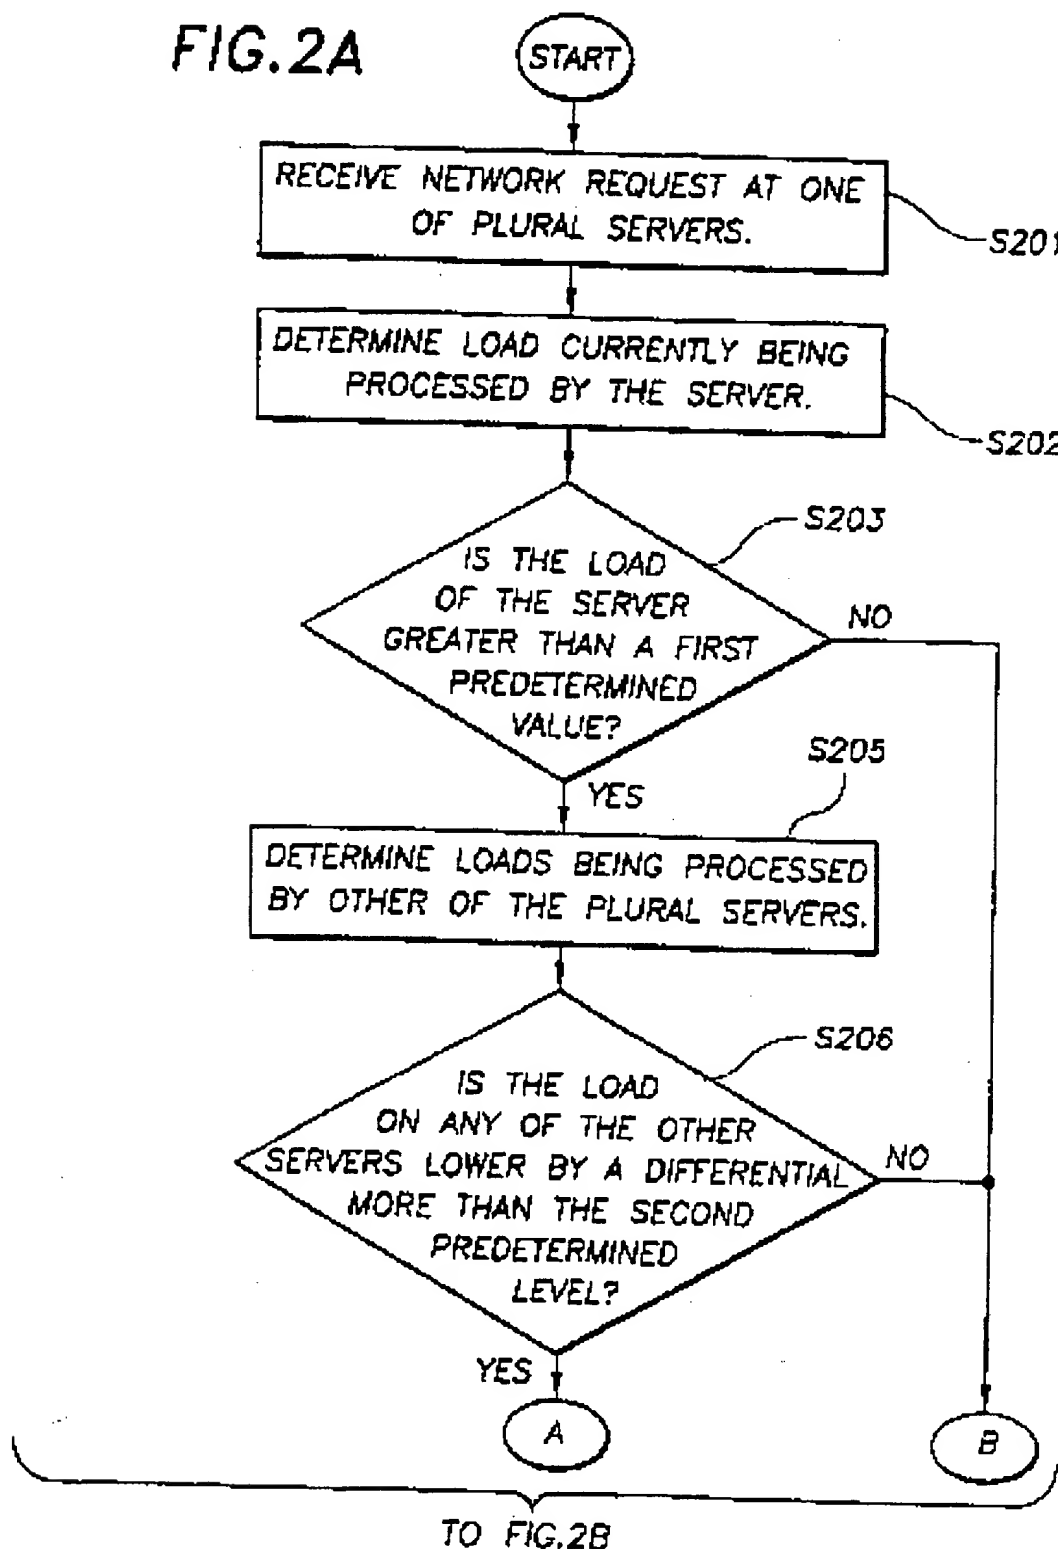 FIG.2A
START
RECEIVE NETWORK REQUEST AT ONE
OF PLURAL SERVERS.
S201
DETERMINE LOAD CURRENTLY BEING
PROCESSED BY THE SERVER.
S202
S203
IS THE LOAD
OF THE SERVER
GREATER THAN A FIRST
PREDETERMINED
VALUE?
NO
YES
S205
DETERMINE LOADS BEING PROCESSED
BY OTHER OF THE PLURAL SERVERS.
S206
IS THE LOAD
ON ANY OF THE OTHER
SERVERS LOWER BY A DIFFERENTIAL
MORE THAN THE SECOND
PREDETERMINED
LEVEL?
NO
YES
A
B
TO FIG.2B